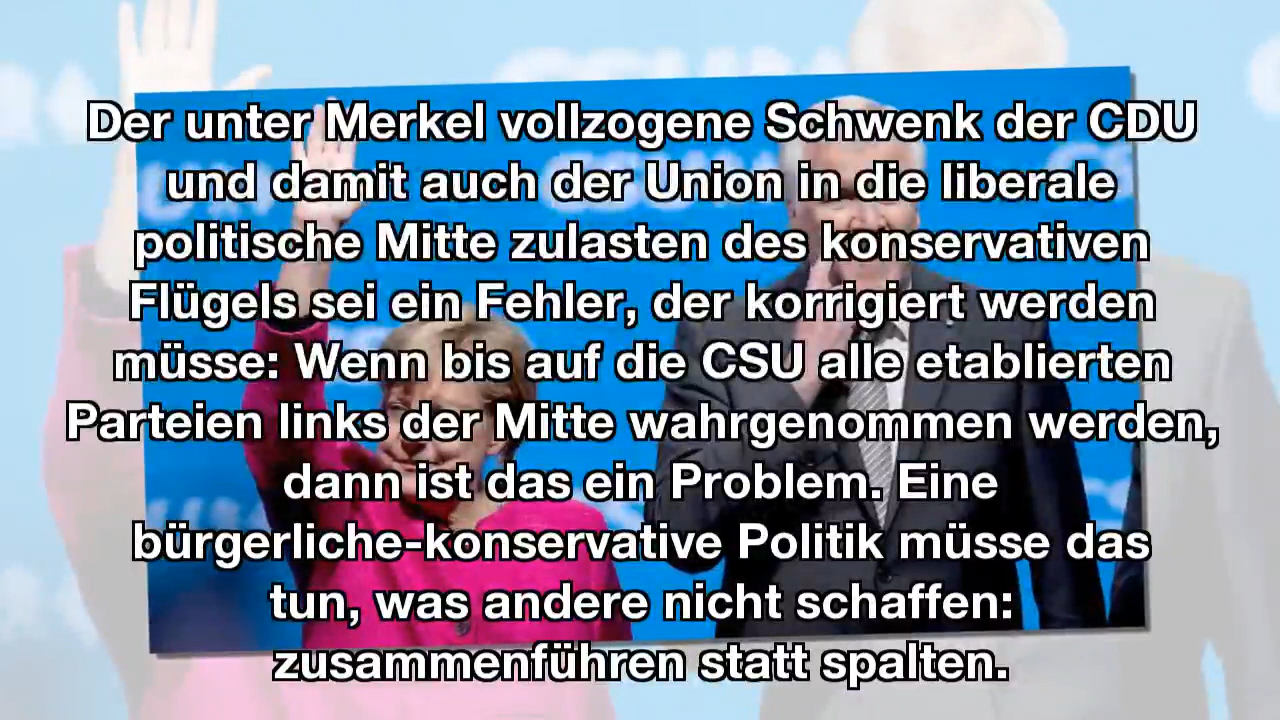 Der unter Merkel vollzogene Schwenk der CDU
und damit auch der Union in die liberale
politische Mitte zulasten des konservativen
Flügels sei ein Fehler, der korrigiert werden
müsse: Wenn bis auf die CSU alle etablierten
Parteien links der Mitte wahrgenommen werden,
dann ist das ein Problem. Eine
bürgerliche-konservative Politik müsse das
tun, was andere nicht schaffen:
zusammenführen statt spalten.